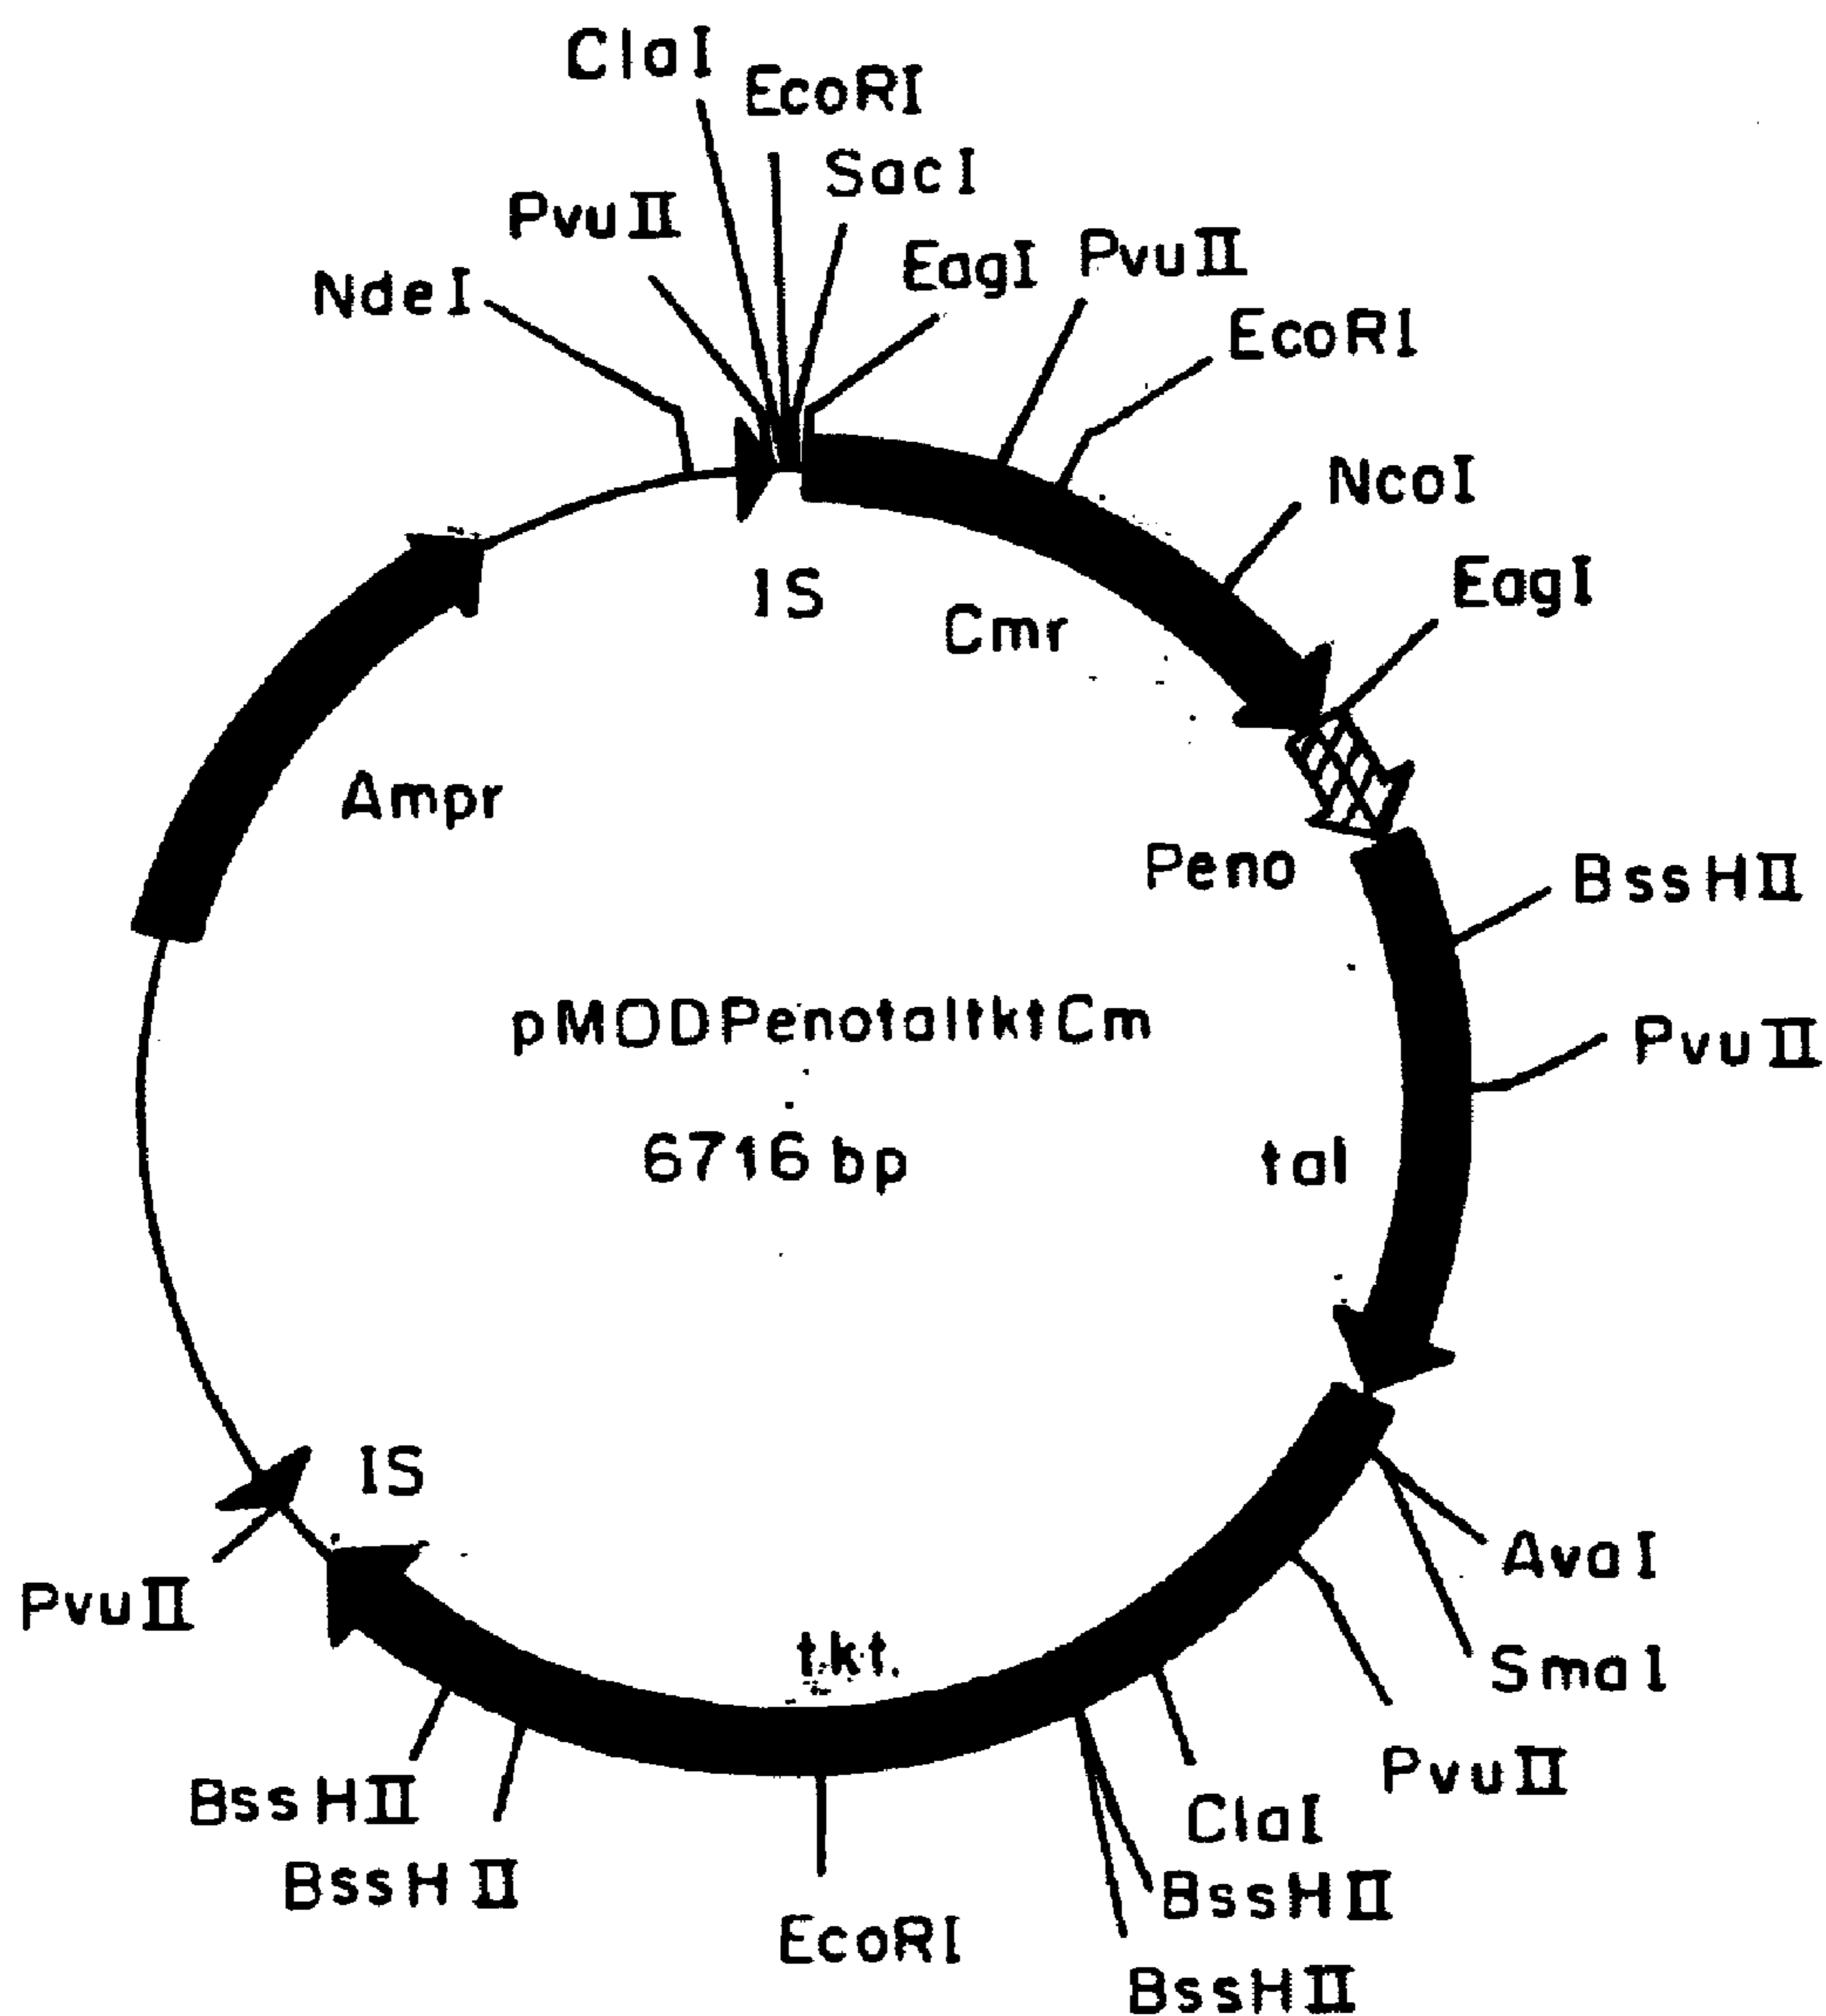 ClaI
EcoRI
SacI
PvuII
EagI
PvuII
NdeI
EcoRI
NcoI
EagI
IS
Cmr
Ampr
Peno
BssHII
pMODPenotaltktCm
PvuII
6716 bp
tal
IS
AvaI
PvuII
tkt.
SmaI
PvuII
BssHII
ClaI
BssHII
BssHII
EcoRI
BssHII